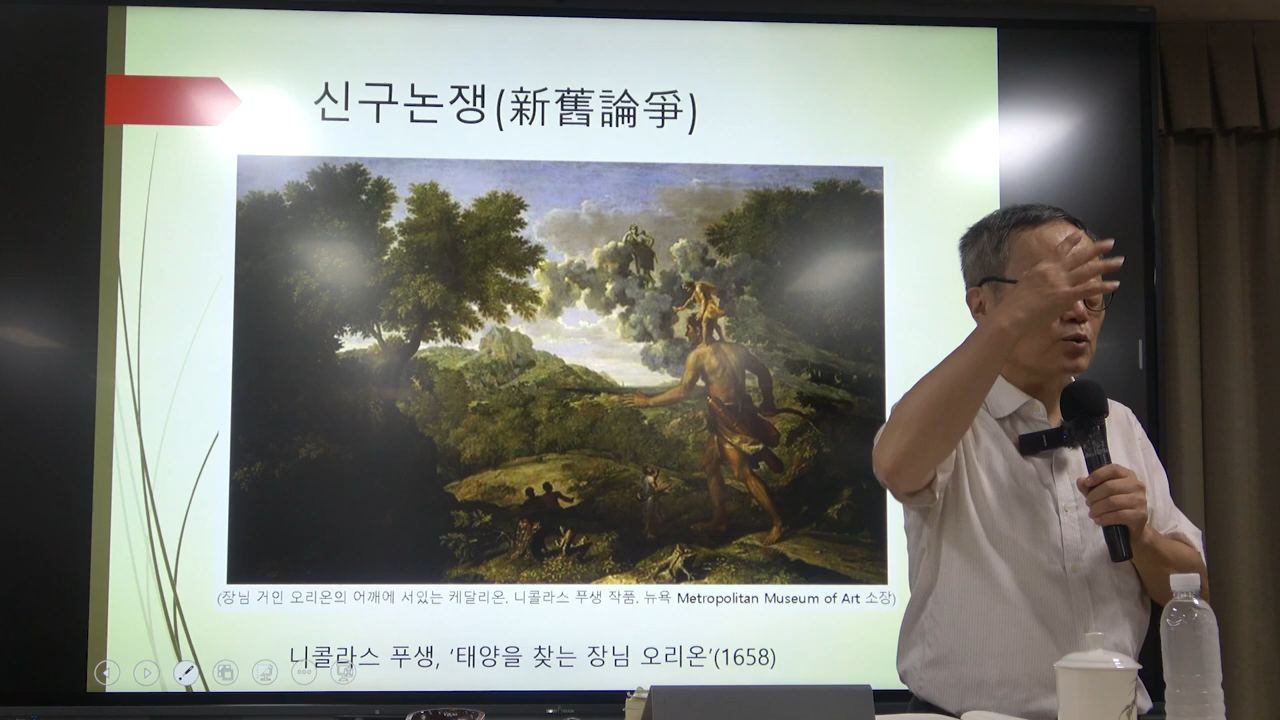 신구논쟁(新舊論爭)
(장님 거인 오리온의 어깨에 서있는 케달리온. 니콜라스 푸생 작품. 뉴욕 Metropolitan Museum of Art 소장)
니콜라스 푸생, ‘태양을 찾는 장님 오리온’(1658)